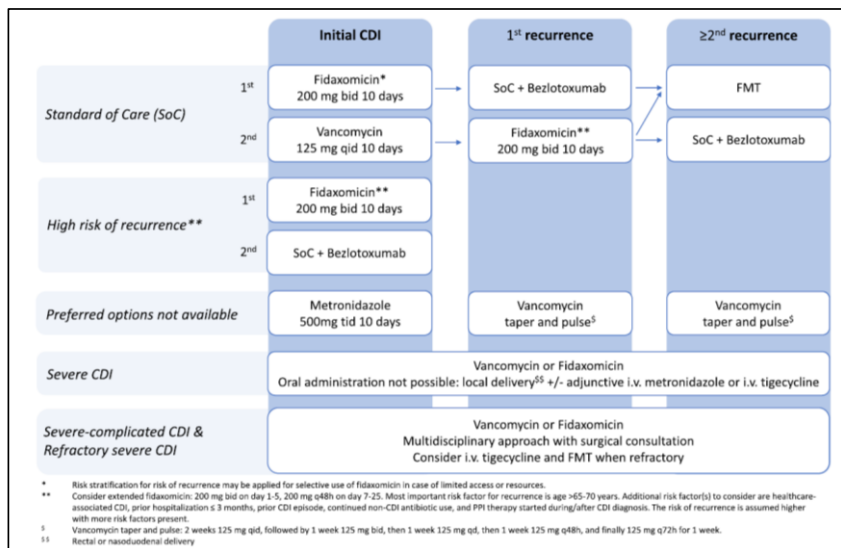 Initial CDI
1st recurrence
≥2nd recurrence
Standard of Care (SoC)
1st
Fidaxomicin*
200 mg bid 10 days
SoC + Bezlotoxumab
FMT
2nd
Vancomycin
125 mg qid 10 days
Fidaxomicin**
200 mg bid 10 days
SoC + Bezlotoxumab
High risk of recurrence**
1st
Fidaxomicin**
200 mg bid 10 days
2nd
SoC + Bezlotoxumab
Preferred options not available
Metronidazole
500mg tid 10 days
Vancomycin
taper and pulse$
Vancomycin
taper and pulse$
Severe CDI
Vancomycin or Fidaxomicin
Oral administration not possible: local delivery$$ +/- adjunctive i.v. metronidazole or i.v. tigecycline
Severe-complicated CDI &
Refractory severe CDI
Vancomycin or Fidaxomicin
Multidisciplinary approach with surgical consultation
Consider i.v. tigecycline and FMT when refractory
* Risk stratification for risk of recurrence may be applied for selective use of fidaxomicin in case of limited access or resources.
** Consider extended fidaxomicin: 200 mg bid on day 1-5, 200 mg q48h on day 7-25. Most important risk factor for recurrence is age >65-70 years. Additional risk factor(s) to consider are healthcare-
associated CDI, prior hospitalization ≤ 3 months, prior CDI episode, continued non-CDI antibiotic use, and PPI therapy started during/after CDI diagnosis. The risk of recurrence is assumed higher
with more risk factors present.
$ Vancomycin taper and pulse: 2 weeks 125 mg qid, followed by 1 week 125 mg bid, then 1 week 125 mg qd, then 1 week 125 mg q48h, and finally 125 mg q72h for 1 week.
$$ Rectal or nasoduodenal delivery